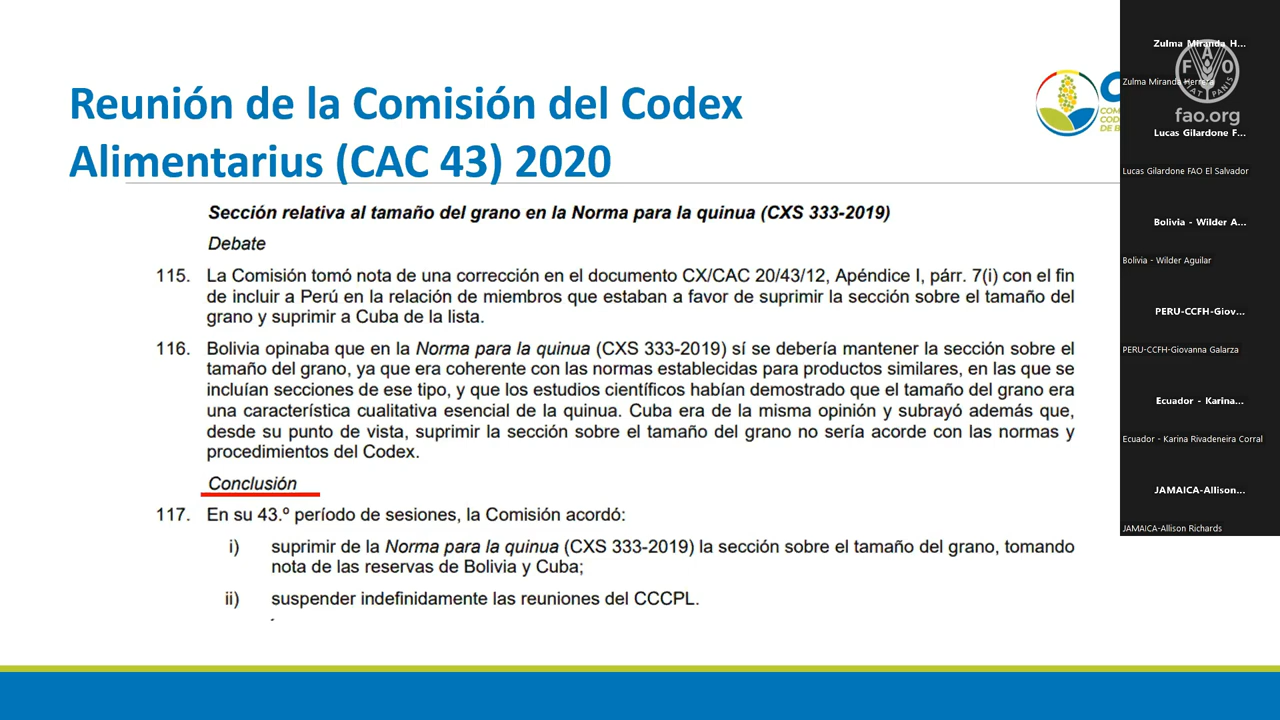 Reunión de la Comisión del Codex
Alimentarius (CAC 43) 2020
Sección relativa al tamaño del grano en la Norma para la quinua (CXS 333-2019)
Debate
115. La Comisión tomó nota de una corrección en el documento CX/CAC 20/43/12, Apéndice I, párr. 7(i) con el fin
de incluir a Perú en la relación de miembros que estaban a favor de suprimir la sección sobre el tamaño del
grano y suprimir a Cuba de la lista.
116. Bolivia opinaba que en la Norma para la quinua (CXS 333-2019) sí se debería mantener la sección sobre el
tamaño del grano, ya que era coherente con las normas establecidas para productos similares, en las que se
incluían secciones de ese tipo, y que los estudios científicos habían demostrado que el tamaño del grano era
una característica cualitativa esencial de la quinua. Cuba era de la misma opinión y subrayó además que,
desde su punto de vista, suprimir la sección sobre el tamaño del grano no sería acorde con las normas y
procedimientos del Codex.
Conclusión
117. En su 43.º período de sesiones, la Comisión acordó:
i) suprimir de la Norma para la quinua (CXS 333-2019) la sección sobre el tamaño del grano, tomando
nota de las reservas de Bolivia y Cuba;
ii) suspender indefinidamente las reuniones del CCCPL.
Zulma Miranda H...
Zulma Miranda
FAO
FIAT PANIS
fao.org
Lucas Gilardone F...
Lucas Gilardone FAO El Salvador
Bolivia - Wilder A...
Bolivia - Wilder Aguilar
PERU-CCFH-Giov...
PERU-CCFH-Giovanna Galarza
Ecuador - Karina...
Ecuador - Karina Rivadeneira Corral
JAMAICA-Allison...
JAMAICA-Allison Richards